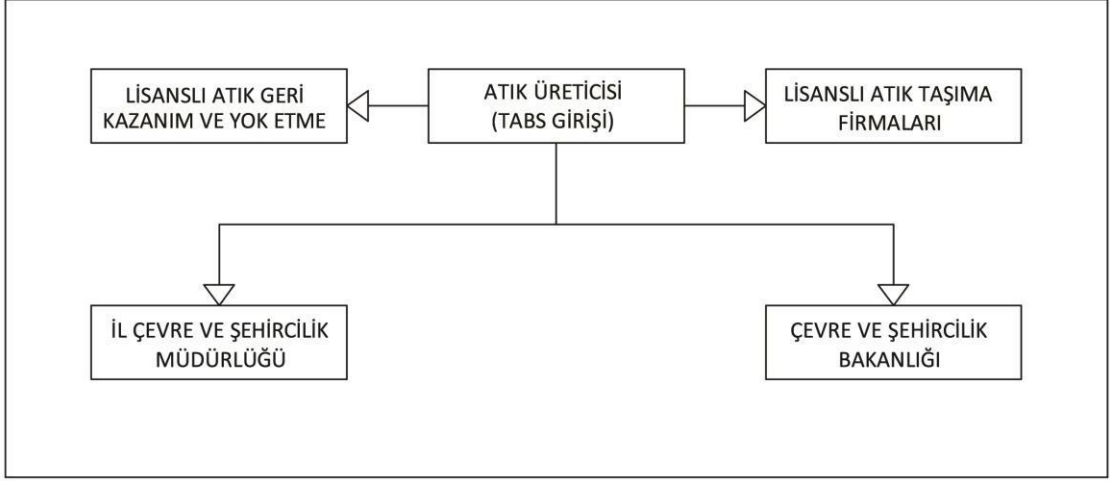 LİSANSLI ATIK GERİ
KAZANIM VE YOK ETME
ATIK ÜRETİCİSİ
(TABS GİRİŞİ)
LİSANSLI ATIK TAŞIMA
FİRMALARI
İL ÇEVRE VE ŞEHİRCİLİK
MÜDÜRLÜĞÜ
ÇEVRE VE ŞEHİRCİLİK
BAKANLIĞI